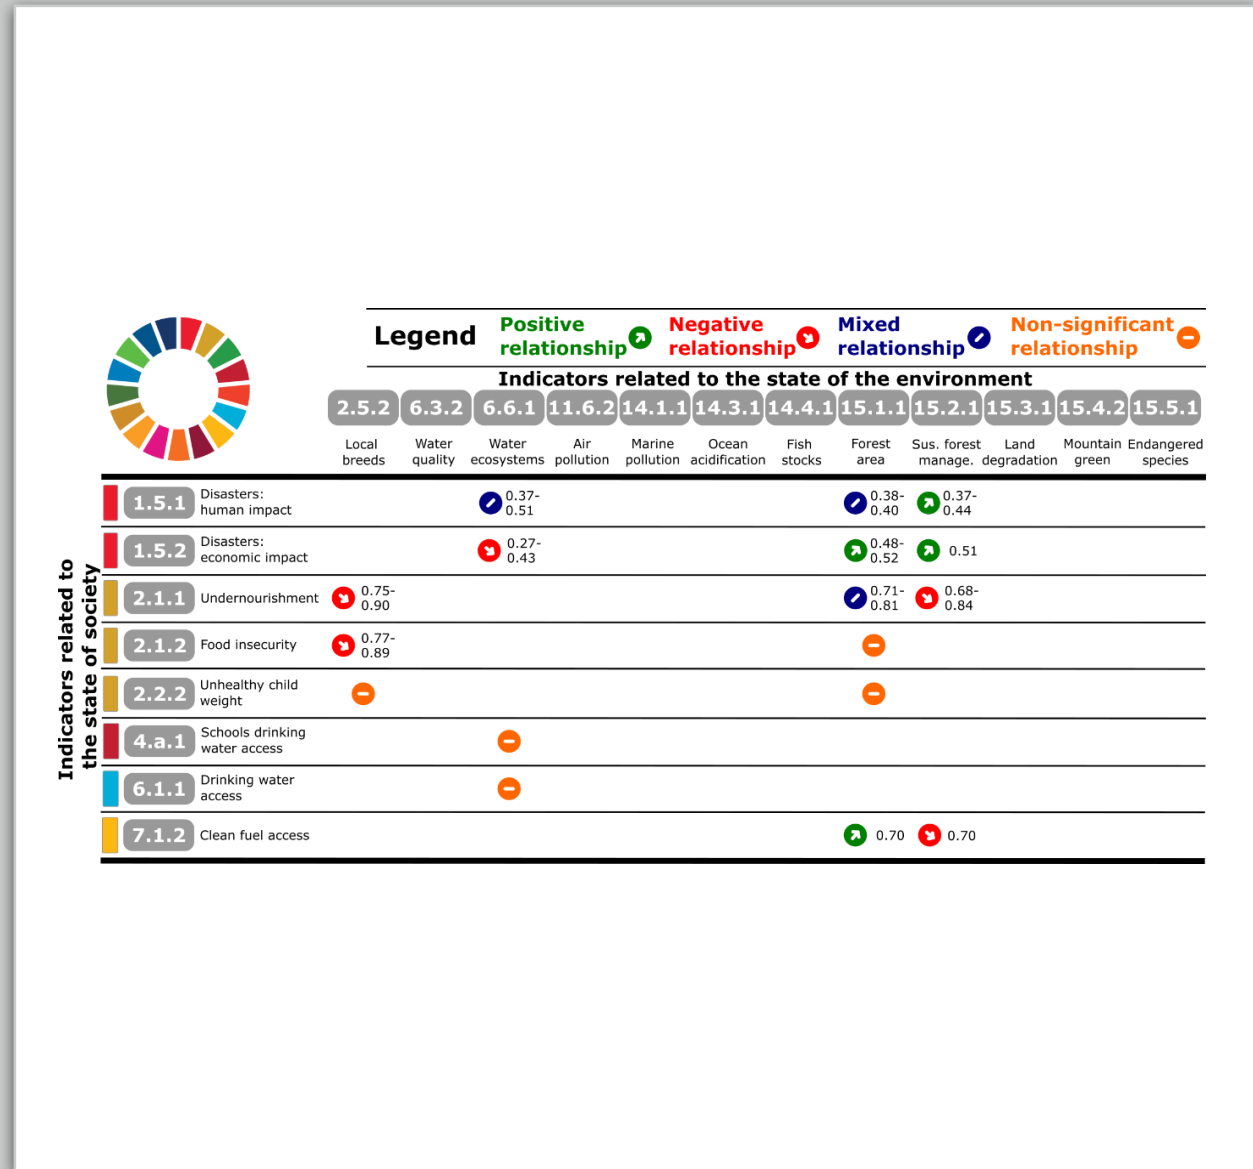 Legend
Positive
relationship
Negative
relationship
Mixed
relationship
Non-significant
relationship
Indicators related to the state of the environment
2.5.2 6.3.2 6.6.1 11.6.2 14.1.1 14.3.1 14.4.1 15.1.1 15.2.1 15.3.1 15.4.2 15.5.1
Local Water Water Air Marine Ocean Fish Forest Sus. forest Land Mountain Endangered
breeds quality ecosystems pollution pollution acidification stocks area manage. degradation green species
Indicators related to
the state of society
1.5.1 Disasters:
human impact
0.37-
0.51
0.38-
0.40
0.37-
0.44
1.5.2 Disasters:
economic impact
0.27-
0.43
0.48-
0.52
0.51
2.1.1 Undernourishment
0.75-
0.90
0.71-
0.81
0.68-
0.84
2.1.2 Food insecurity
0.77-
0.89
2.2.2 Unhealthy child
weight
4.a.1 Schools drinking
water access
6.1.1 Drinking water
access
7.1.2 Clean fuel access 0.70 0.70